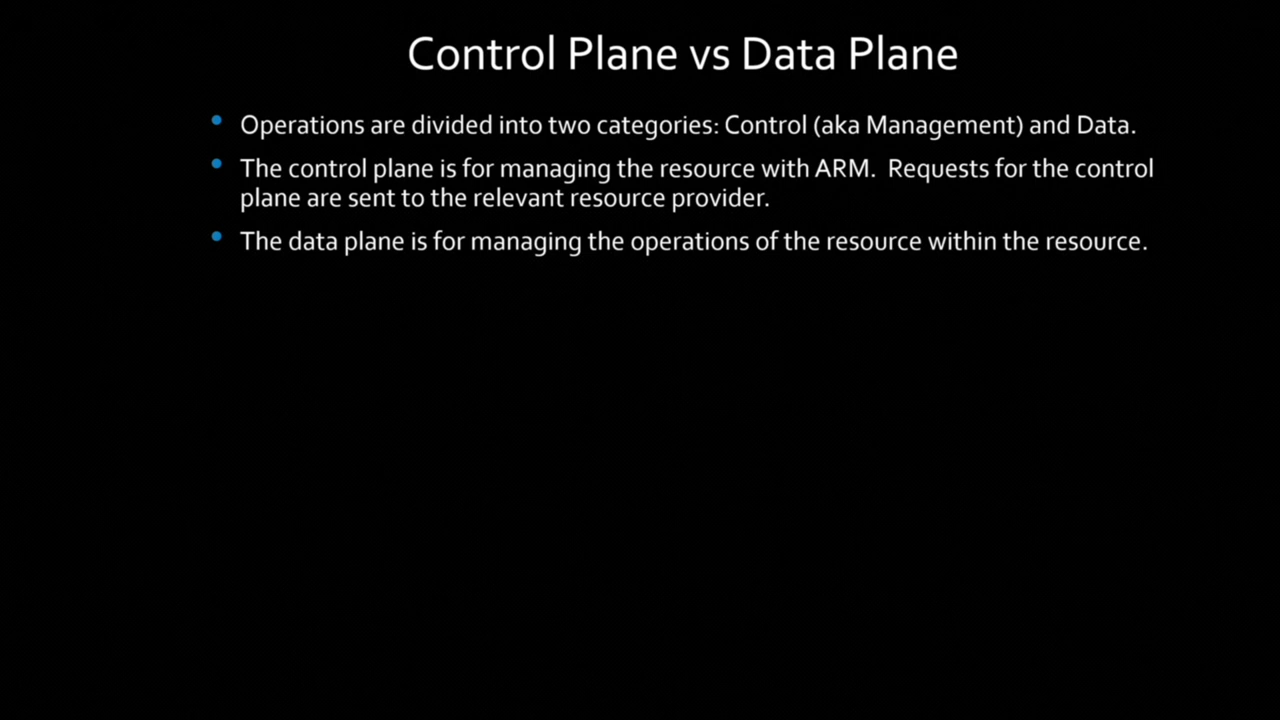 Control Plane vs Data Plane
• Operations are divided into two categories: Control (aka Management) and Data.
• The control plane is for managing the resource with ARM.  Requests for the control
plane are sent to the relevant resource provider.
• The data plane is for managing the operations of the resource within the resource.